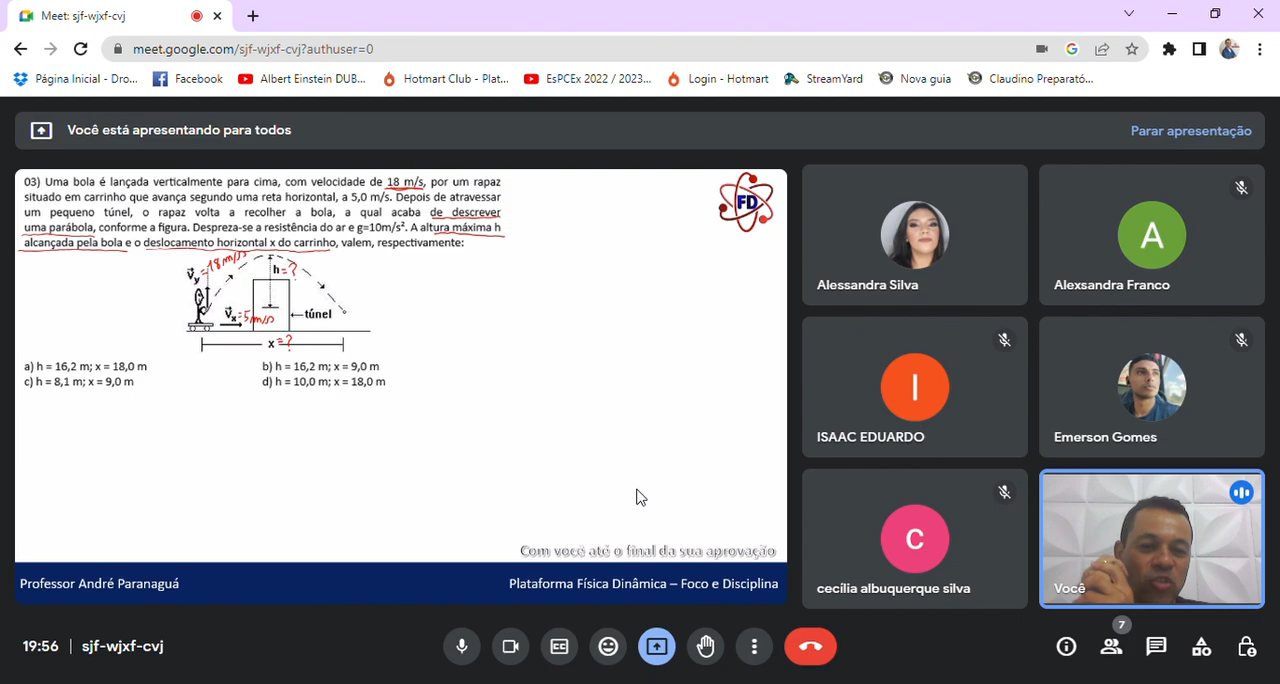 Meet: sjf-wjxf-cvj
meet.google.com/sjf-wjxf-cvj?authuser=0
Página Inicial - Dro...
Facebook
Albert Einstein DUB...
Hotmart Club - Plat...
EsPCEx 2022 / 2023...
Login - Hotmart
StreamYard
Nova guia
Claudino Preparató...
Você está apresentando para todos
Parar apresentação
03) Uma bola é lançada verticalmente para cima, com velocidade de 18 m/s, por um rapaz
situado em carrinho que avança segundo uma reta horizontal, a 5,0 m/s. Depois de atravessar
um pequeno túnel, o rapaz volta a recolher a bola, a qual acaba de descrever
uma parábola, conforme a figura. Despreza-se a resistência do ar e g=10m/s². A altura máxima h
alcançada pela bola e o deslocamento horizontal x do carrinho, valem, respectivamente:
FD
Vy = 18 m/s
h = ?
Vx = 5 m/s
túnel
x = ?
a) h = 16,2 m; x = 18,0 m
b) h = 16,2 m; x = 9,0 m
c) h = 8,1 m; x = 9,0 m
d) h = 10,0 m; x = 18,0 m
Com você até o final da sua aprovação
Professor André Paranaguá
Plataforma Física Dinâmica – Foco e Disciplina
Alessandra Silva
A
Alexsandra Franco
I
ISAAC EDUARDO
Emerson Gomes
C
cecília albuquerque silva
Você
19:56
sjf-wjxf-cvj
7